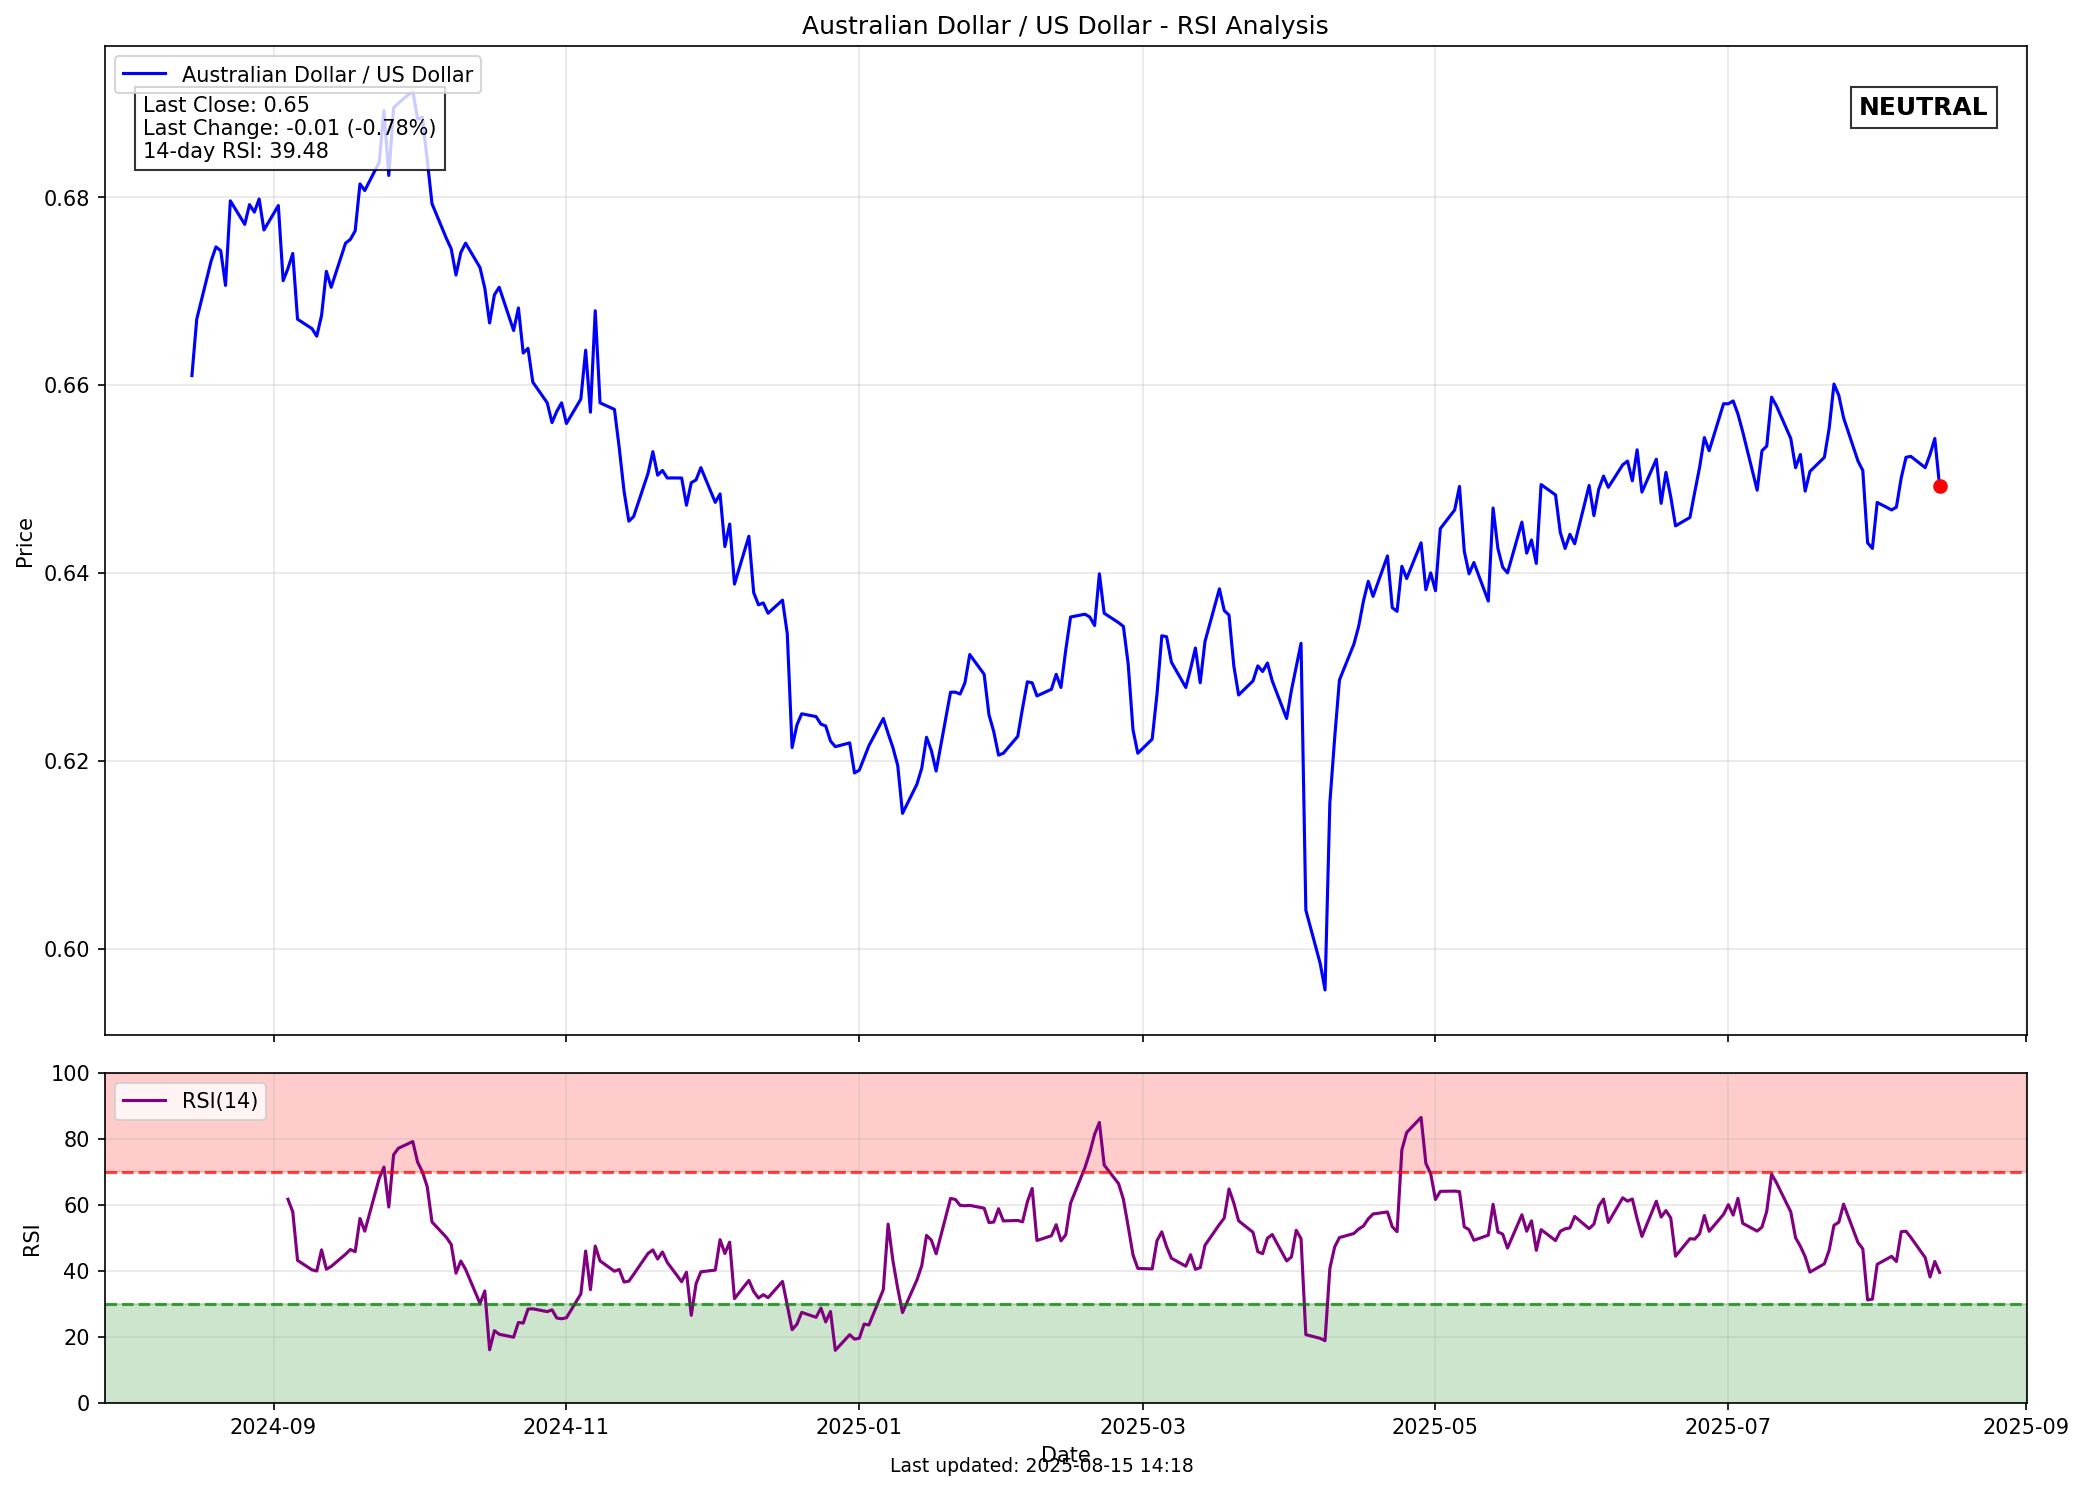 Australian Dollar / US Dollar - RSI Analysis
Australian Dollar / US Dollar
Last Close: 0.65
Last Change: -0.01 (-0.78%)
14-day RSI: 39.48
NEUTRAL
Price
0.68
0.66
0.64
0.62
0.60
RSI(14)
RSI
100
80
60
40
20
0
2024-09
2024-11
2025-01
2025-03
2025-05
2025-07
2025-09
Date
Last updated: 2025-08-15 14:18